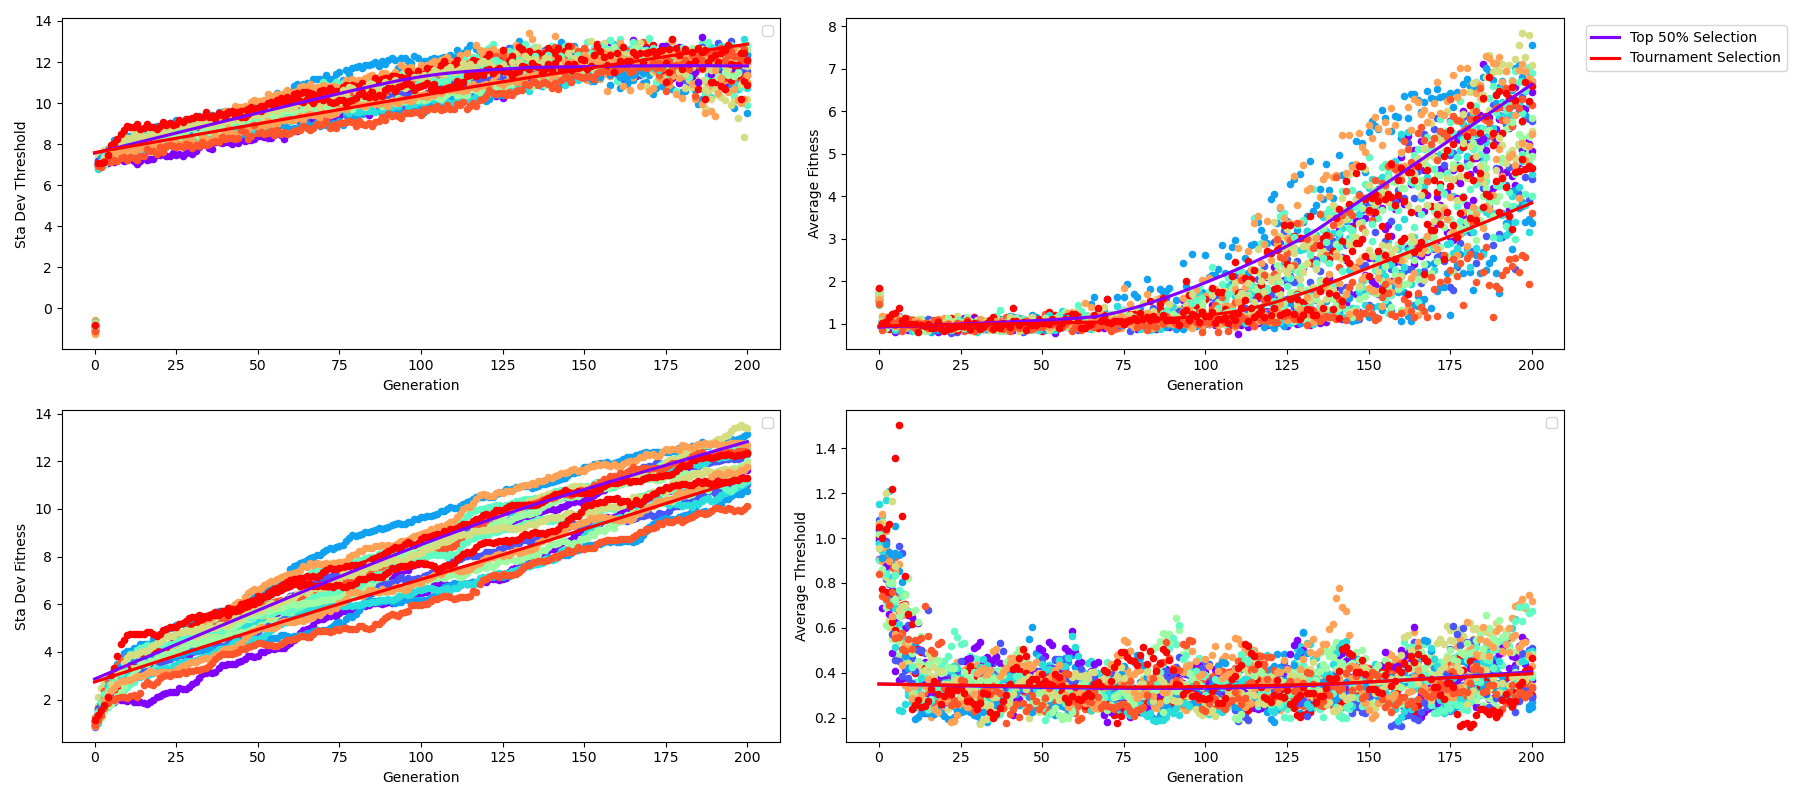 14
12
10
8
6
4
2
0
Sta Dev Threshold
0 25 50 75 100 125 150 175 200
Generation
8
7
6
5
4
3
2
1
Average Fitness
0 25 50 75 100 125 150 175 200
Generation
Top 50% Selection
Tournament Selection
14
12
10
8
6
4
2
Sta Dev Fitness
0 25 50 75 100 125 150 175 200
Generation
1.4
1.2
1.0
0.8
0.6
0.4
0.2
Average Threshold
0 25 50 75 100 125 150 175 200
Generation